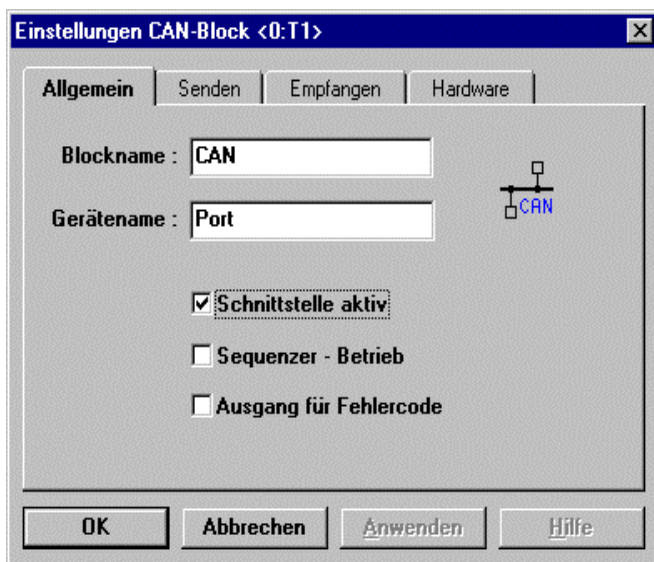 Einstellungen CAN-Block <0:T1>
Allgemein Senden Empfangen Hardware
Blockname : CAN
CAN
Gerätename : Port
Schnittstelle aktiv
Sequenzer - Betrieb
Ausgang für Fehlercode
OK Abbrechen Anwenden Hilfe